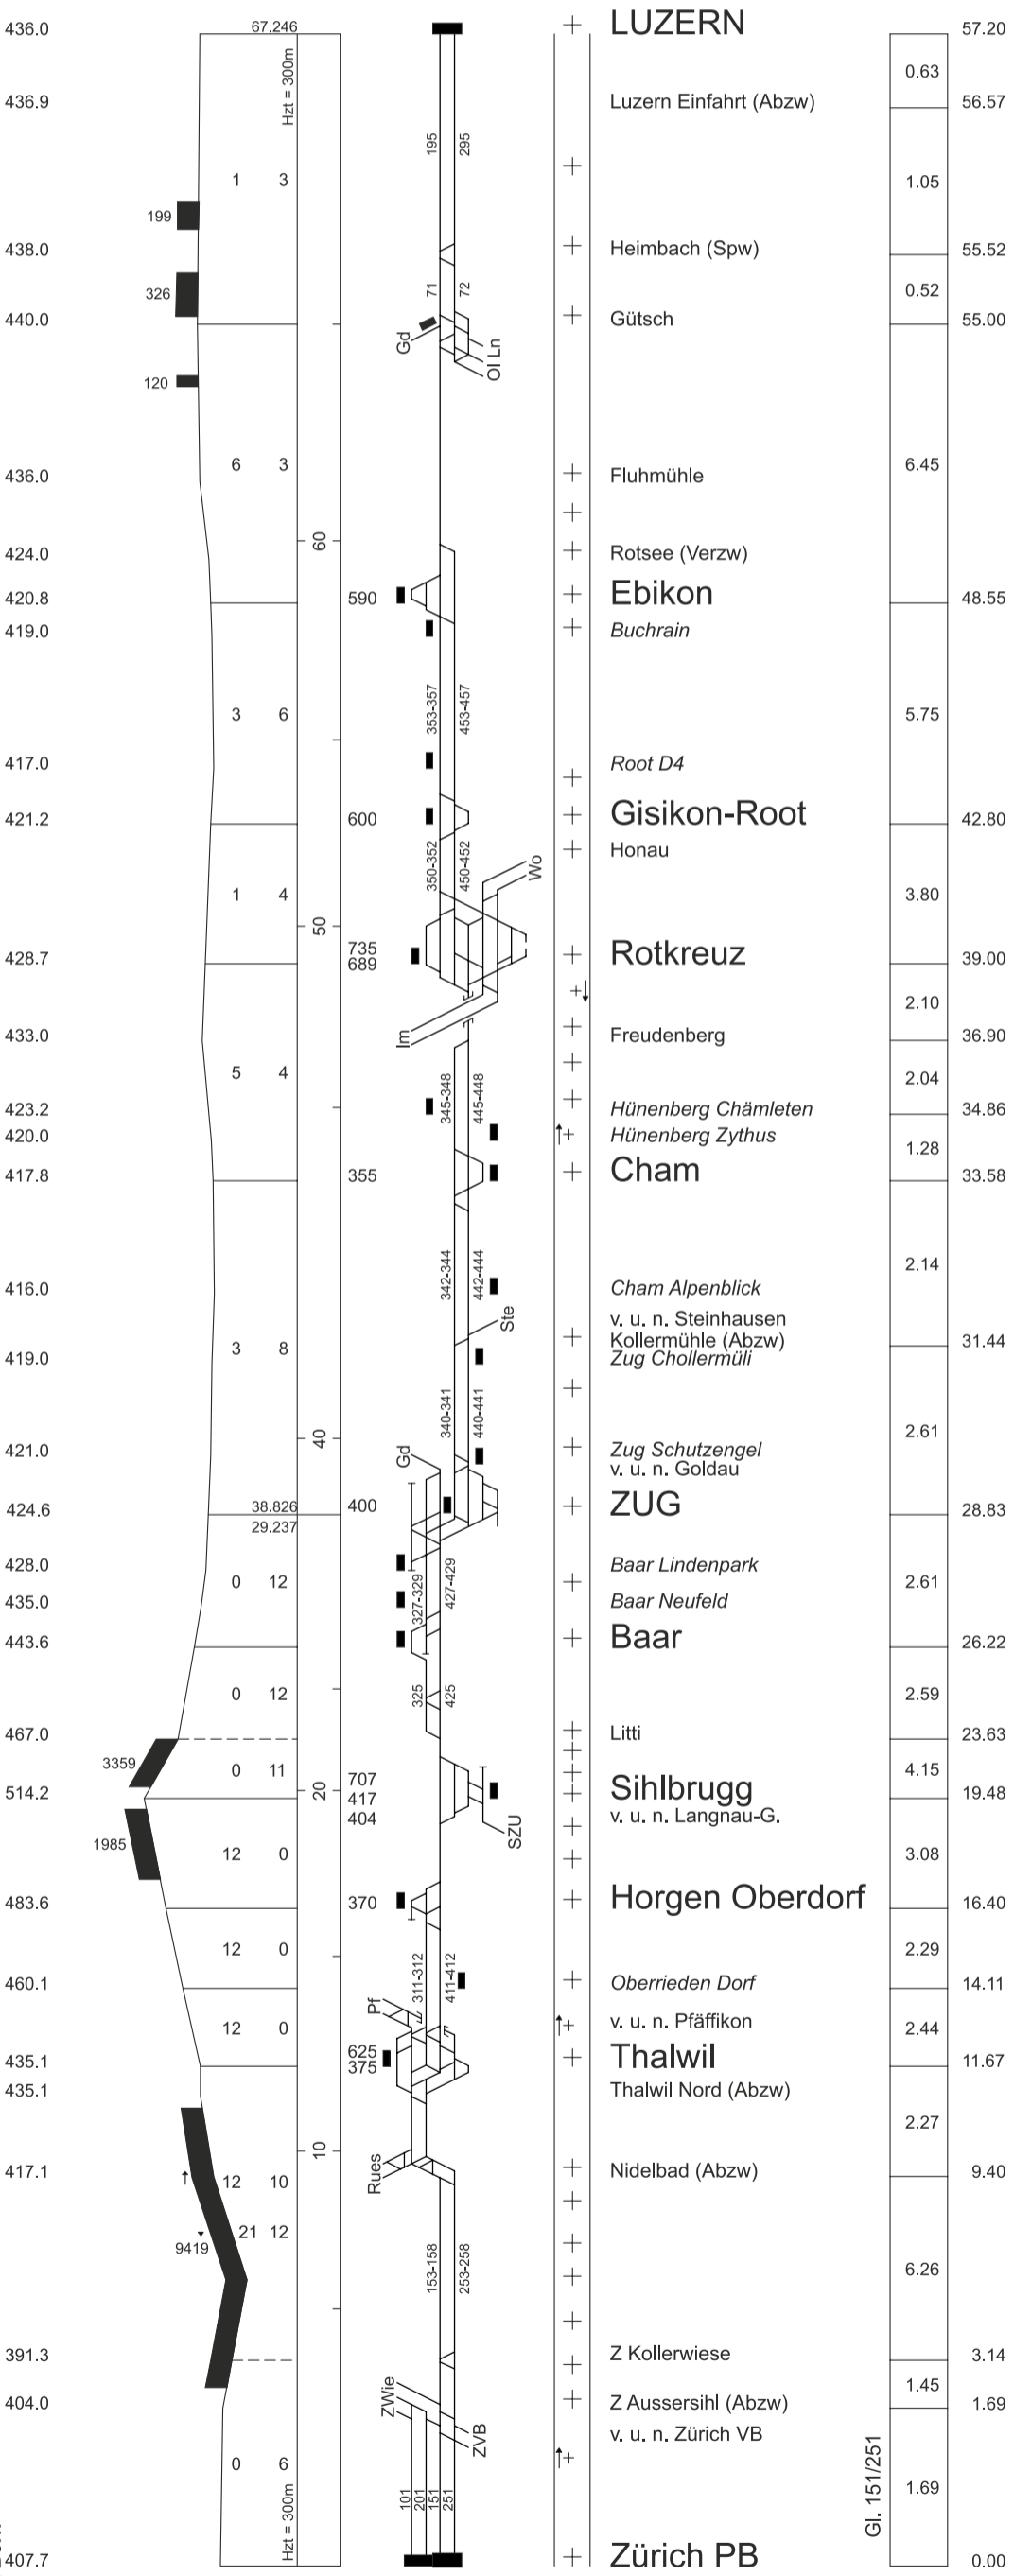 436.0 67.246 LUZERN 57.20
Hzt = 300m
0.63
436.9 Luzern Einfahrt (Abzw) 56.57
195 295
1 3 1.05
199
438.0 Heimbach (Spw) 55.52
326 71 72 0.52
440.0 Gütsch 55.00
Gd Ol Ln
120
6 3 6.45
436.0 Fluhmühle
60
424.0 Rotsee (Verzw)
420.8 590 Ebikon 48.55
419.0 Buchrain
353-357 453-457
3 6 5.75
417.0 Root D4
421.2 600 Gisikon-Root 42.80
350-352 450-452 Honau
Wo
1 4 3.80
50
735
428.7 689 Rotkreuz 39.00
2.10
Im
433.0 Freudenberg 36.90
5 4 345-348 445-448 2.04
423.2 Hünenberg Chämleten 34.86
420.0 Hünenberg Zythus
1.28
417.8 355 Cham 33.58
342-344 442-444 2.14
416.0 Cham Alpenblick
Ste v. u. n. Steinhausen
Kollermühle (Abzw) 31.44
419.0 3 8 Zug Chollermüli
340-341 440-441
40 2.61
421.0 Gd Zug Schutzengel
v. u. n. Goldau
424.6 38.826 400 ZUG 28.83
29.237
428.0 Baar Lindenpark
0 12 327-329 427-429 2.61
435.0 Baar Neufeld
443.6 Baar 26.22
0 12 325 425 2.59
467.0 Litti 23.63
3359 0 11 4.15
707
514.2 20 417 Sihlbrugg 19.48
404 SZU v. u. n. Langnau-G.
1985 12 0 3.08
483.6 370 Horgen Oberdorf 16.40
12 0 311-312 411-412 2.29
460.1 Oberrieden Dorf 14.11
Pf
12 0 v. u. n. Pfäffikon 2.44
625
435.1 375 Thalwil 11.67
435.1 Thalwil Nord (Abzw)
2.27
10
417.1 Rues Nidelbad (Abzw) 9.40
12 10
21 12
9419 153-158 253-258 6.26
391.3 Z Kollerwiese 3.14
1.45
ZWie
404.0 Z Aussersihl (Abzw) 1.69
ZVB v. u. n. Zürich VB
0 6 Gl. 151/251 1.69
Hzt = 300m 101 201 151 251
407.7 Zürich PB 0.00